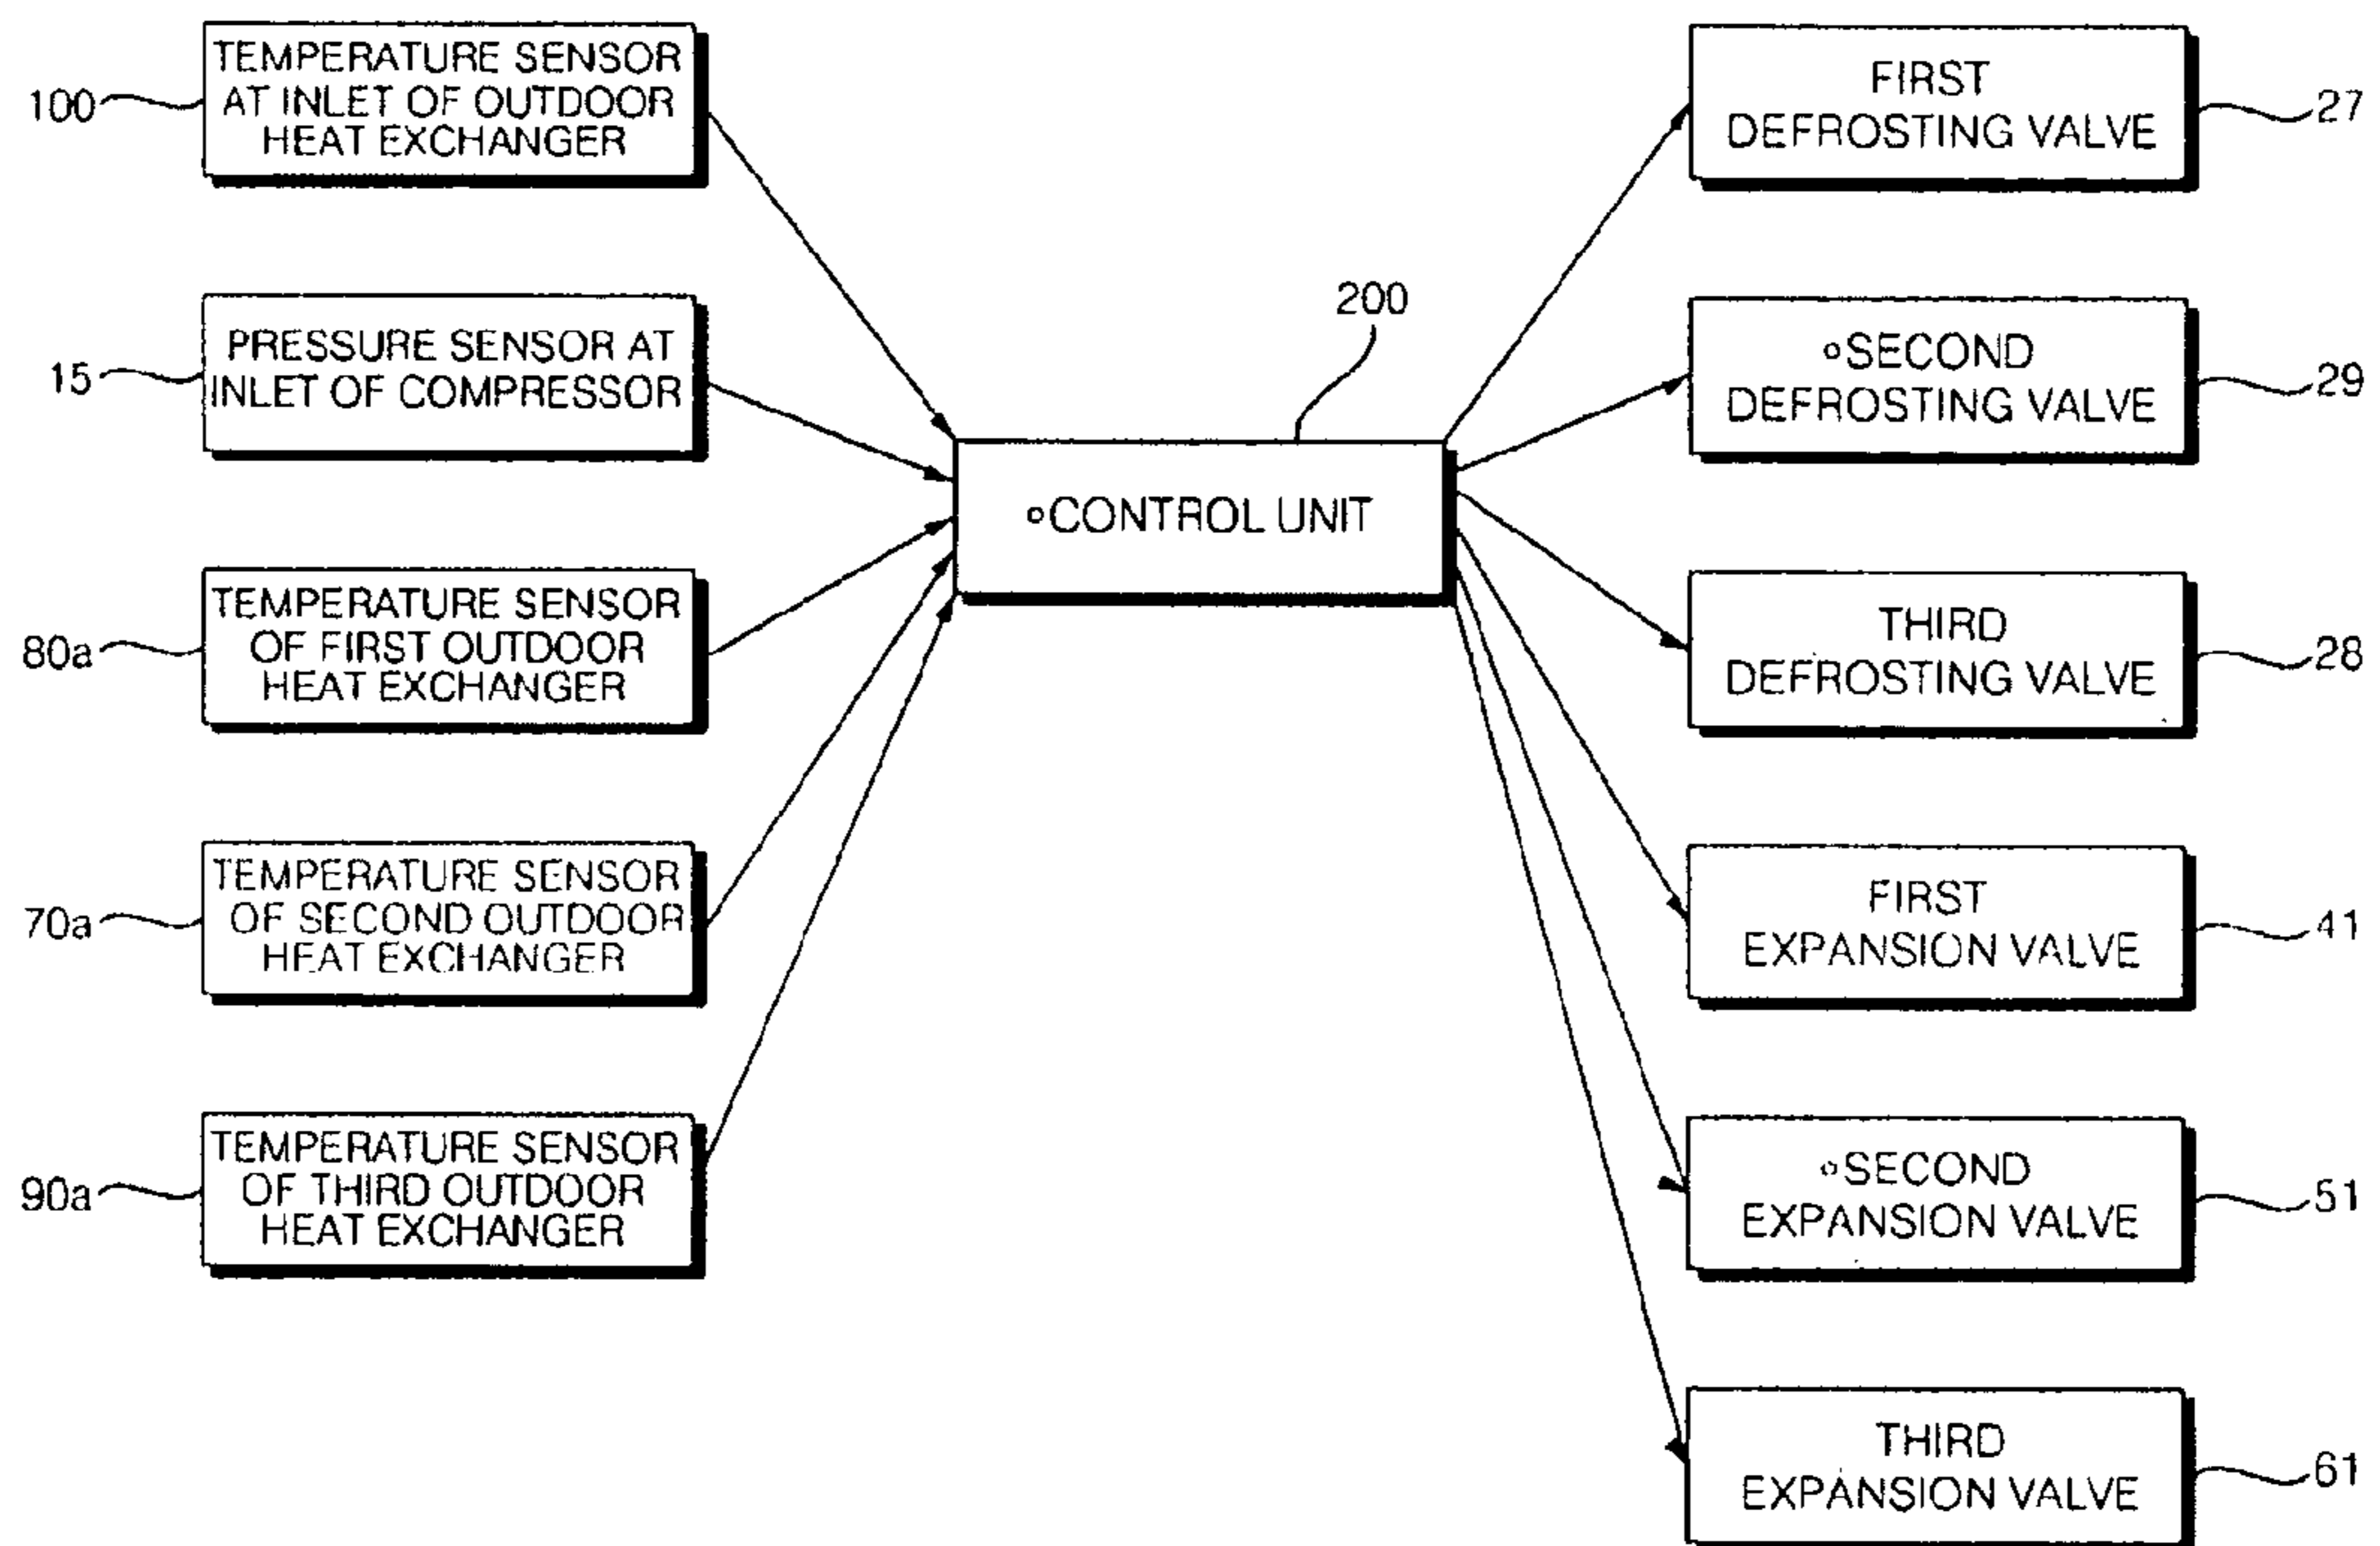 100
TEMPERATURE SENSOR
AT INLET OF OUTDOOR
HEAT EXCHANGER
15
PRESSURE SENSOR AT
INLET OF COMPRESSOR
80a
TEMPERATURE SENSOR
OF FIRST OUTDOOR
HEAT EXCHANGER
70a
TEMPERATURE SENSOR
OF SECOND OUTDOOR
HEAT EXCHANGER
90a
TEMPERATURE SENSOR
OF THIRD OUTDOOR
HEAT EXCHANGER
200
CONTROL UNIT
FIRST
DEFROSTING VALVE
27
SECOND
DEFROSTING VALVE
29
THIRD
DEFROSTING VALVE
28
FIRST
EXPANSION VALVE
41
SECOND
EXPANSION VALVE
51
THIRD
EXPANSION VALVE
61